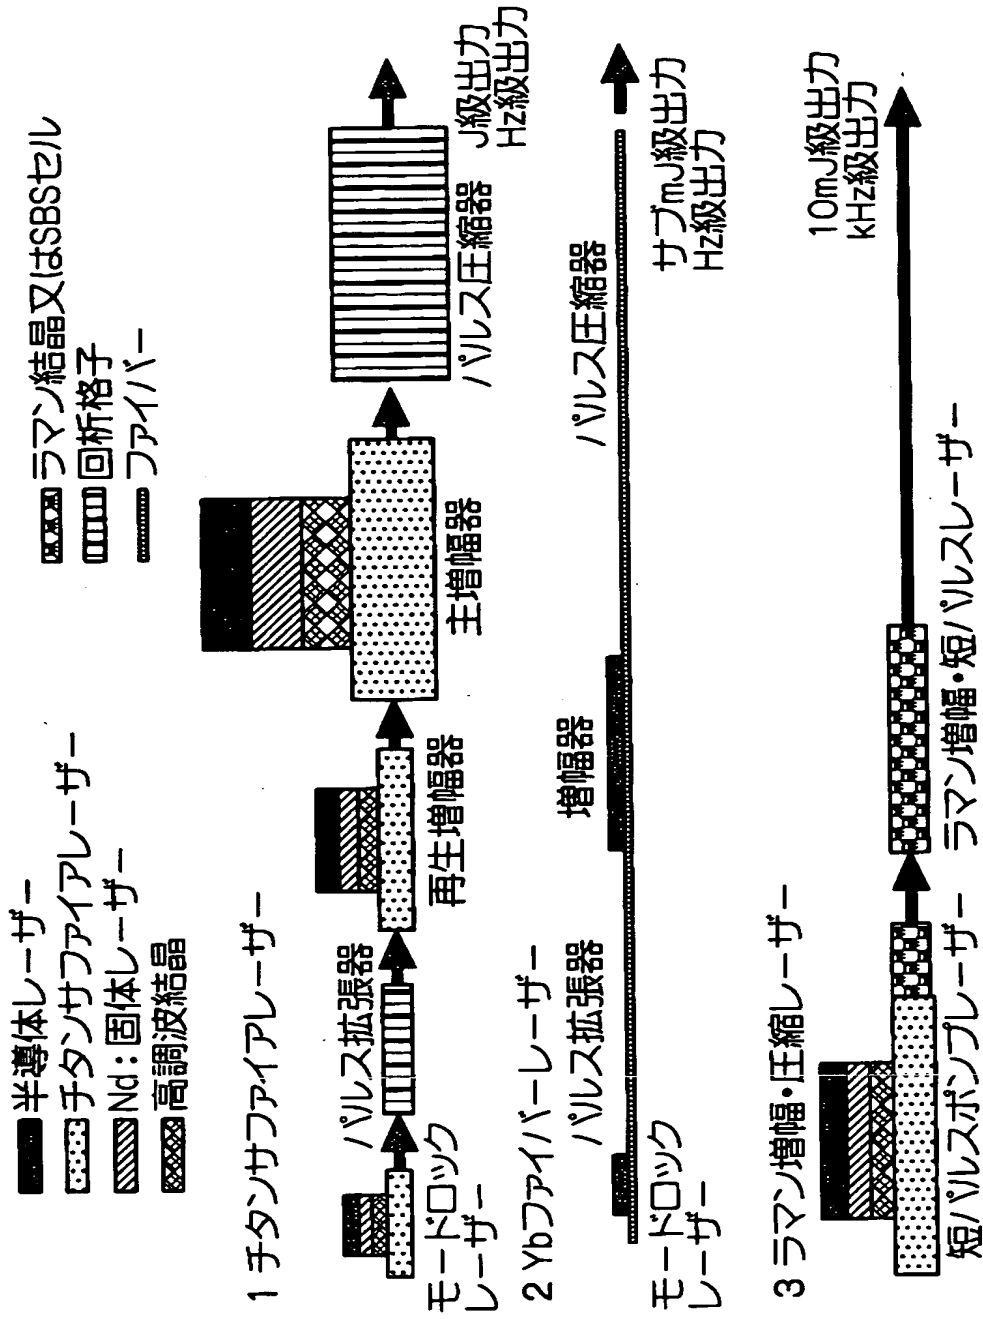 半導体レーザー
チタンサファイアレーザー
Nd:固体レーザー
高調波結晶
ラマン結晶又はSBSセル
回折格子
ファイバー
1 チタンサファイアレーザー
モードロック
レーザー
パルス拡張器
再生増幅器
主増幅器
パルス圧縮器
J級出力
Hz級出力
2 Ybファイバーレーザー
モードロック
レーザー
パルス拡張器
増幅器
パルス圧縮器
サブmJ級出力
Hz級出力
3 ラマン増幅・圧縮レーザー
短パルスポンプレーザー
ラマン増幅・短パルスレーザー
10mJ級出力
kHz級出力